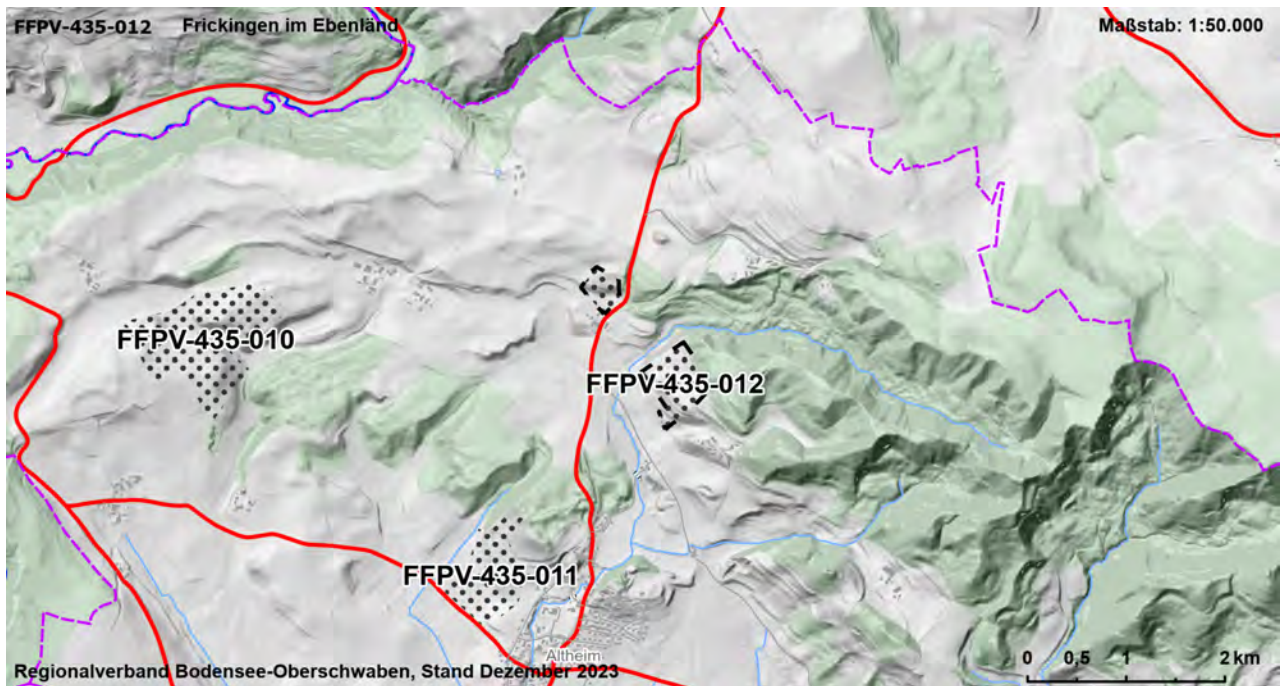 FFPV-435-012 Frickingen im Ebenländ
Maßstab: 1:50.000
FFPV-435-010
FFPV-435-012
FFPV-435-011
Altheim
Regionalverband Bodensee-Oberschwaben, Stand Dezember 2023
0 0,5 1 2 km